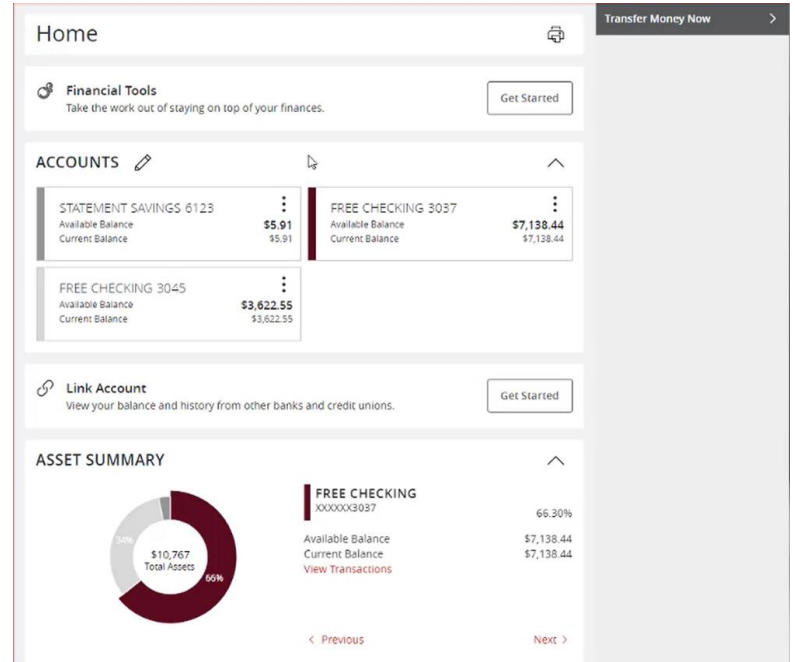 Home
Transfer Money Now
Financial Tools
Take the work out of staying on top of your finances.
Get Started
ACCOUNTS
STATEMENT SAVINGS 6123
Available Balance $5.91
Current Balance $5.91
FREE CHECKING 3037
Available Balance $7,138.44
Current Balance $7,138.44
FREE CHECKING 3045
Available Balance $3,622.55
Current Balance $3,622.55
Link Account
View your balance and history from other banks and credit unions.
Get Started
ASSET SUMMARY
34%
$10,767
Total Assets
66%
FREE CHECKING
XXXXXX3037
66.30%
Available Balance $7,138.44
Current Balance $7,138.44
View Transactions
< Previous
Next >